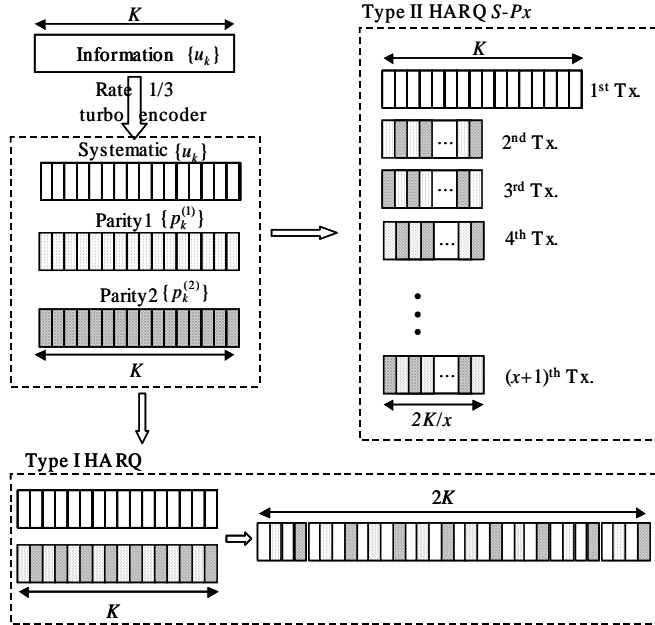 K
Information {u_k}
Rate 1/3
turbo encoder
Systematic {u_k}
Parity1 {p_k^(1)}
Parity2 {p_k^(2)}
K
Type II HARQ S-Px
K
1st Tx.
...
2nd Tx.
...
3rd Tx.
...
4th Tx.
...
(x+1)th Tx.
2K/x
Type I HARQ
K
2K